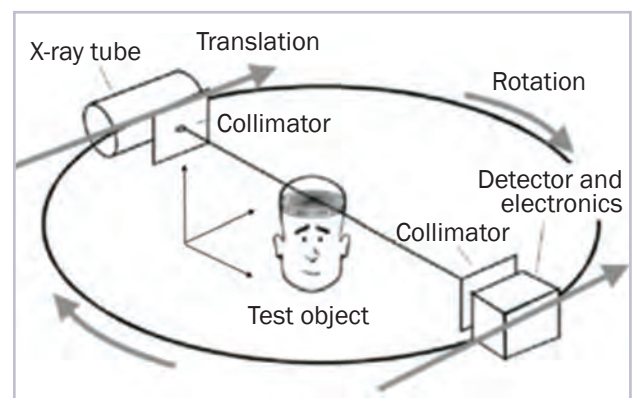 X-ray tube
Translation
Rotation
Collimator
Detector and
electronics
Collimator
Test object